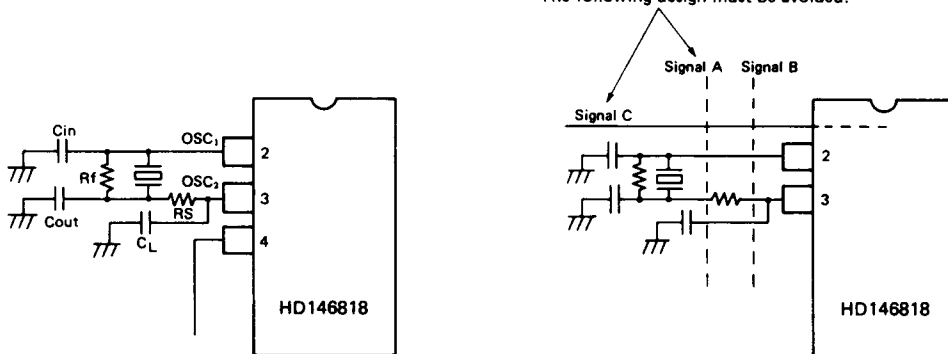 The following design must be avoided.
Signal A Signal B
Signal C
Cin
OSC1
2
Rf
OSC2
3
RS
Cout
CL
4
HD146818
2
3
HD146818